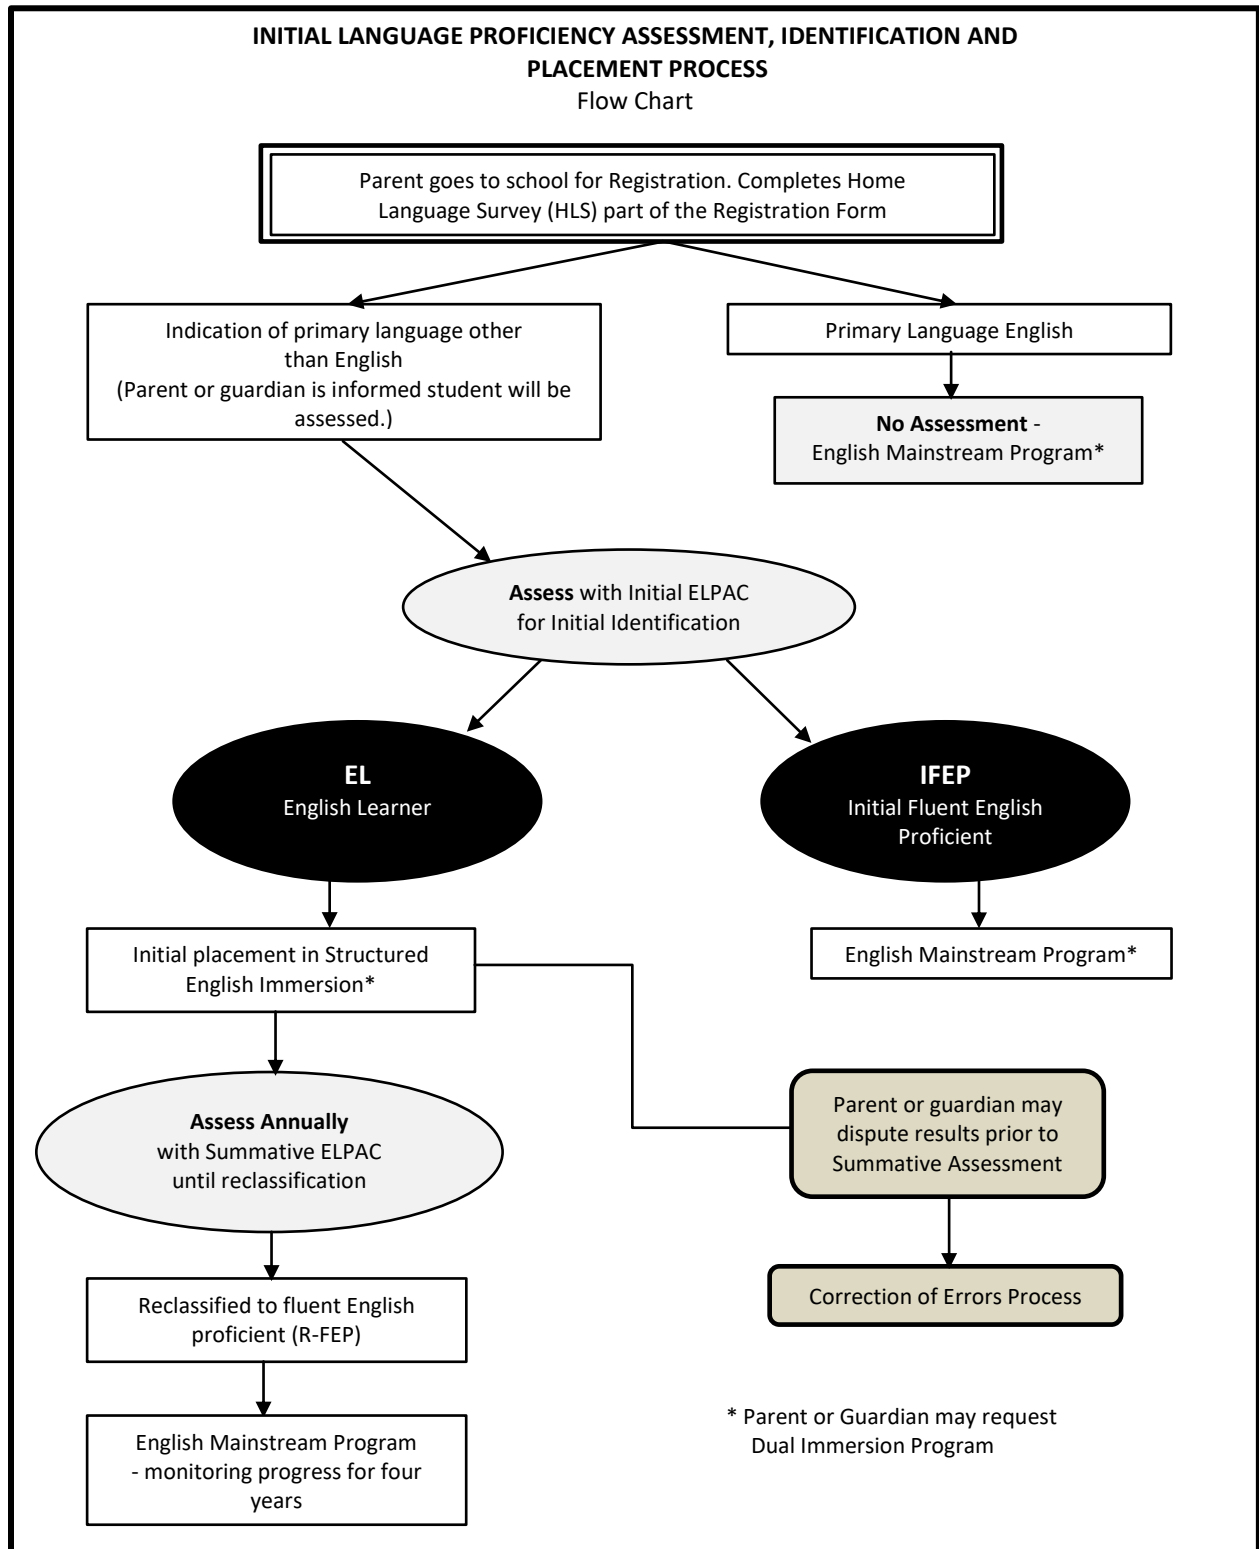 INITIAL LANGUAGE PROFICIENCY ASSESSMENT, IDENTIFICATION AND
PLACEMENT PROCESS
Flow Chart
Parent goes to school for Registration. Completes Home
Language Survey (HLS) part of the Registration Form
Indication of primary language other
than English
(Parent or guardian is informed student will be
assessed.)
Primary Language English
No Assessment -
English Mainstream Program*
Assess with Initial ELPAC
for Initial Identification
EL
English Learner
IFEP
Initial Fluent English
Proficient
Initial placement in Structured
English Immersion*
English Mainstream Program*
Assess Annually
with Summative ELPAC
until reclassification
Parent or guardian may
dispute results prior to
Summative Assessment
Reclassified to fluent English
proficient (R-FEP)
Correction of Errors Process
English Mainstream Program
- monitoring progress for four
years
* Parent or Guardian may request
Dual Immersion Program